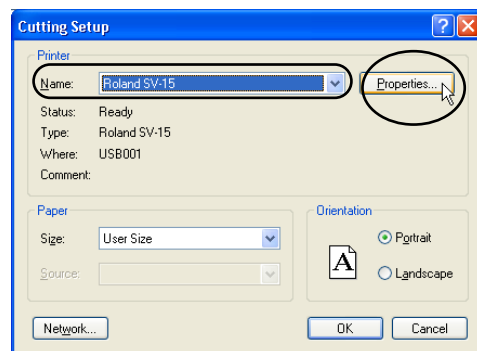 Cutting Setup
Printer
Name: Roland SV-15 Properties...
Status: Ready
Type: Roland SV-15
Where: USB001
Comment:
Paper Orientation
Size: User Size Portrait
Source: A Landscape
Network... OK Cancel